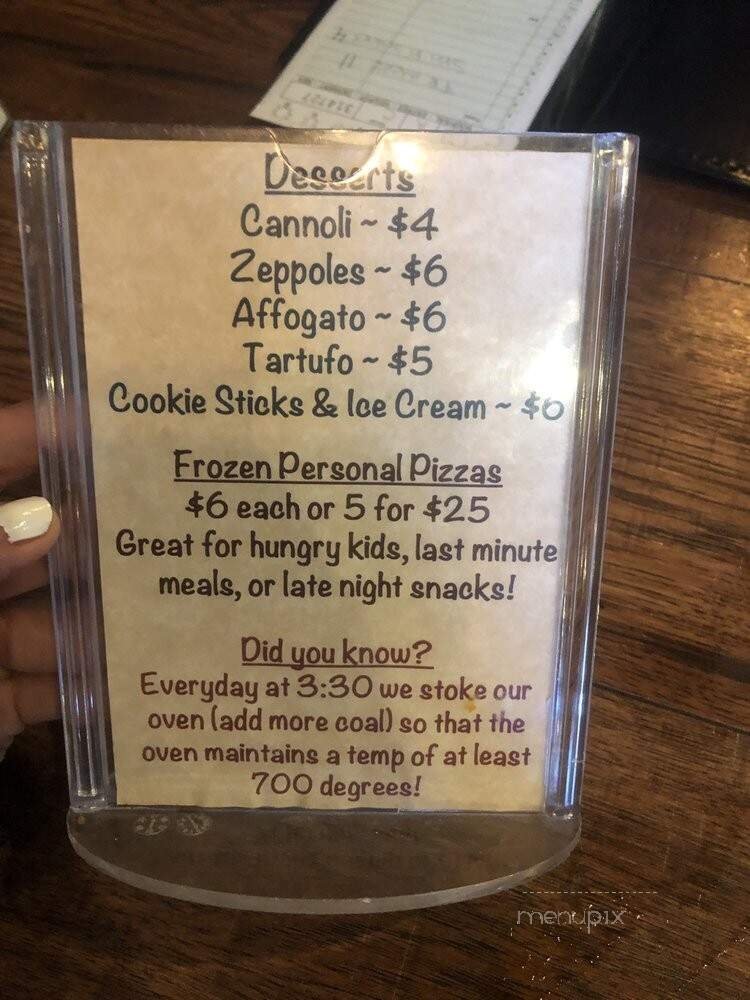 Desserts
Cannoli ~ $4
Zeppoles ~ $6
Affogato ~ $6
Tartufo ~ $5
Cookie Sticks & Ice Cream ~ $6
Frozen Personal Pizzas
$6 each or 5 for $25
Great for hungry kids, last minute
meals, or late night snacks!
Did you know?
Everyday at 3:30 we stoke our
oven (add more coal) so that the
oven maintains a temp of at least
700 degrees!
menupix